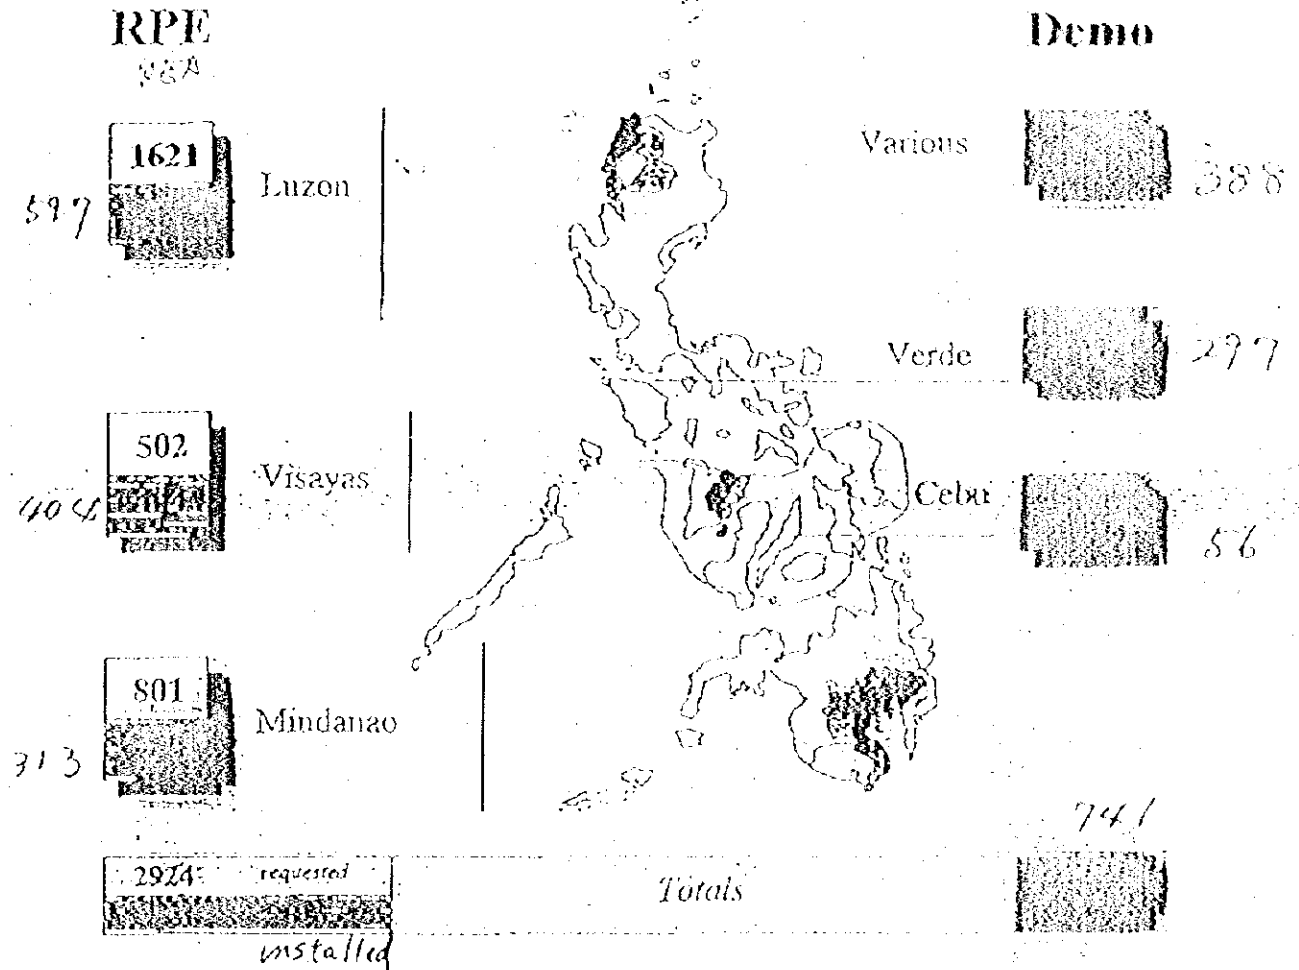 RPE
Demo
1621
597
Luzon
Various
388
Verde
297
502
404
Visayas
Cebu
56
801
313
Mindanao
741
2924 requested
Totals
installed